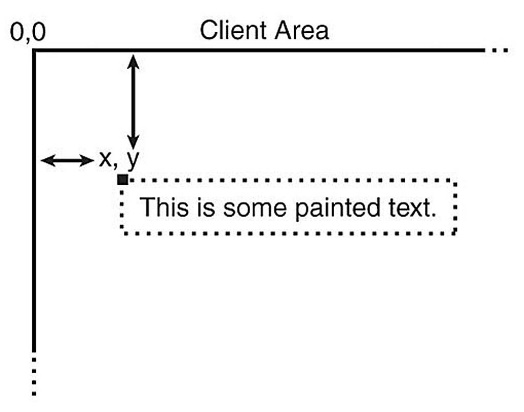 0,0
Client Area
x, y
This is some painted text.